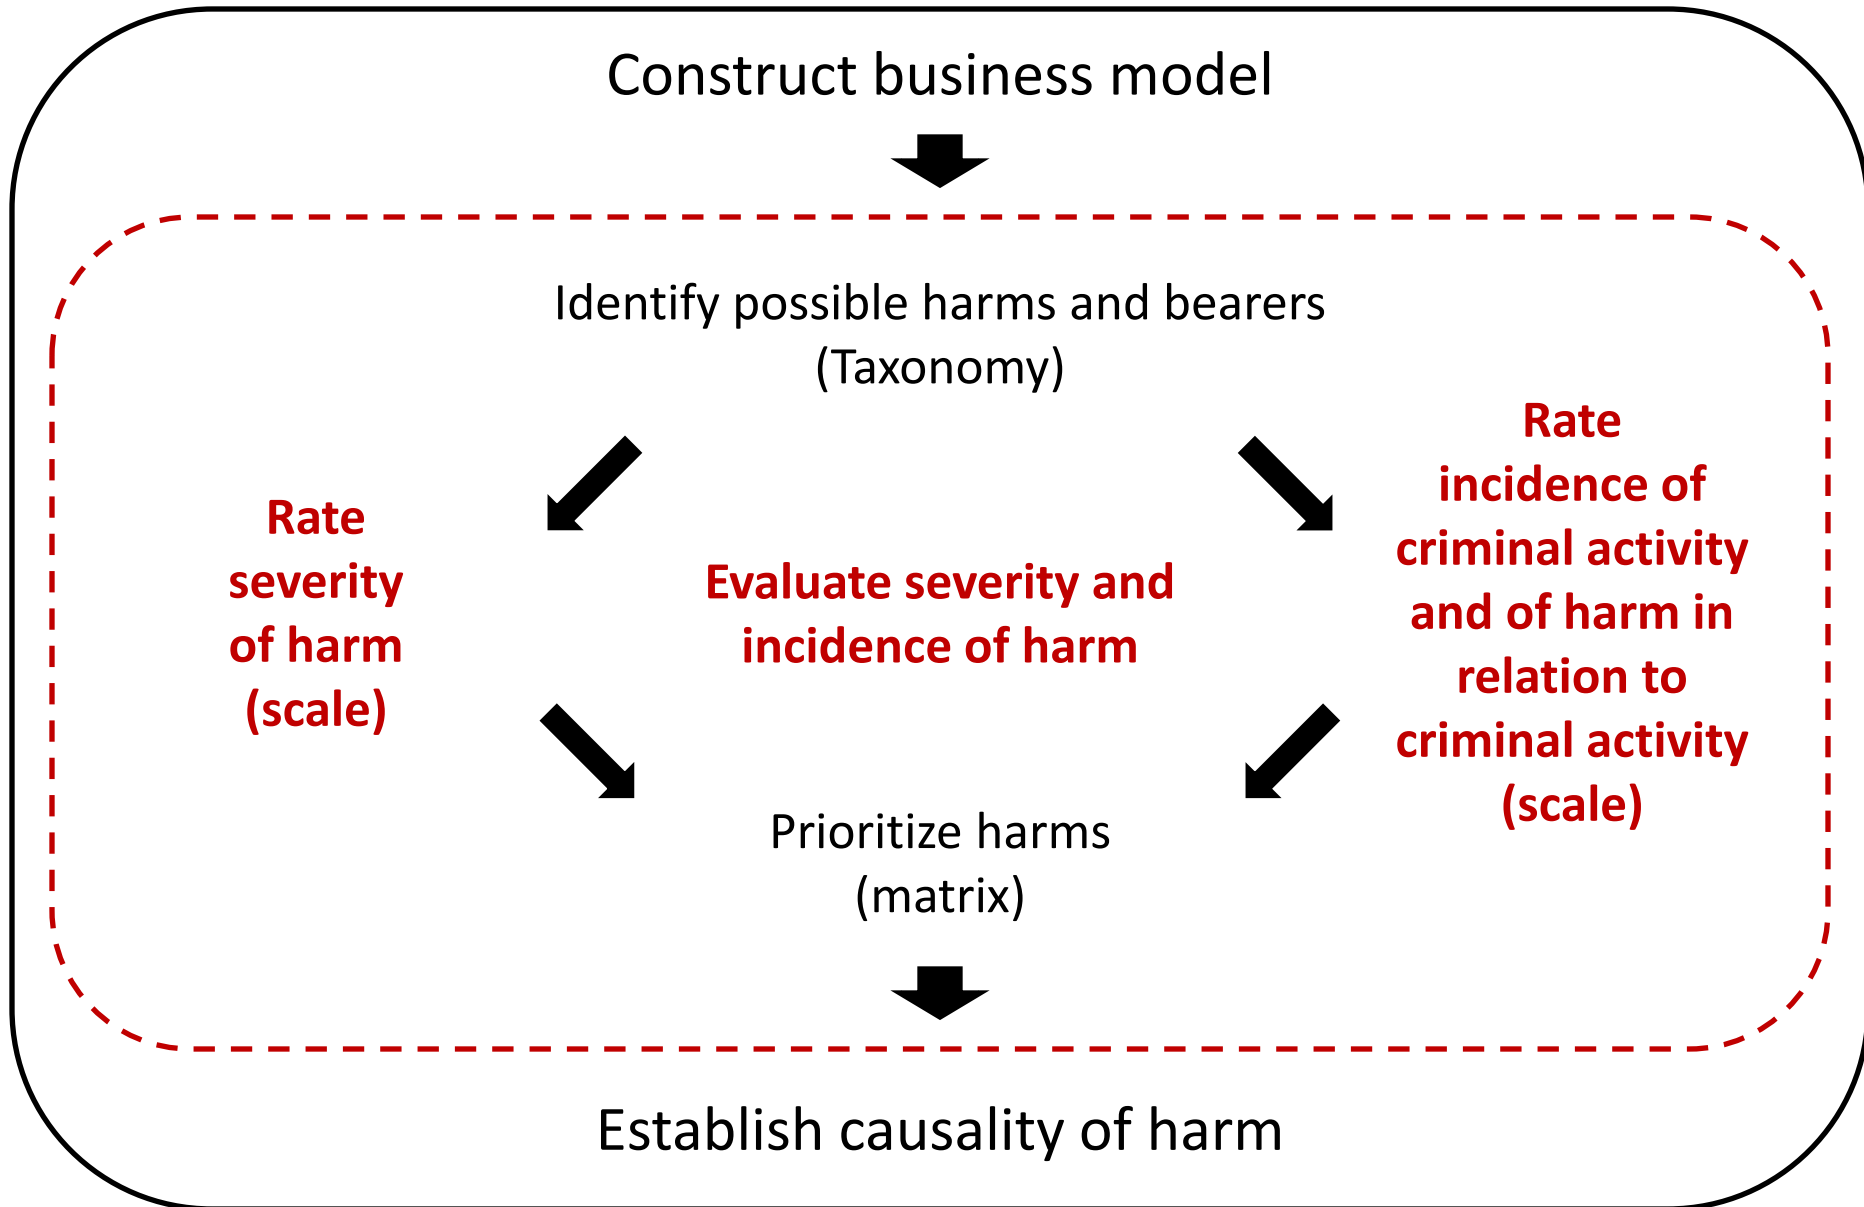 Construct business model
Identify possible harms and bearers
(Taxonomy)
Rate
severity
of harm
(scale)
Evaluate severity and
incidence of harm
Rate
incidence of
criminal activity
and of harm in
relation to
criminal activity
(scale)
Prioritize harms
(matrix)
Establish causality of harm